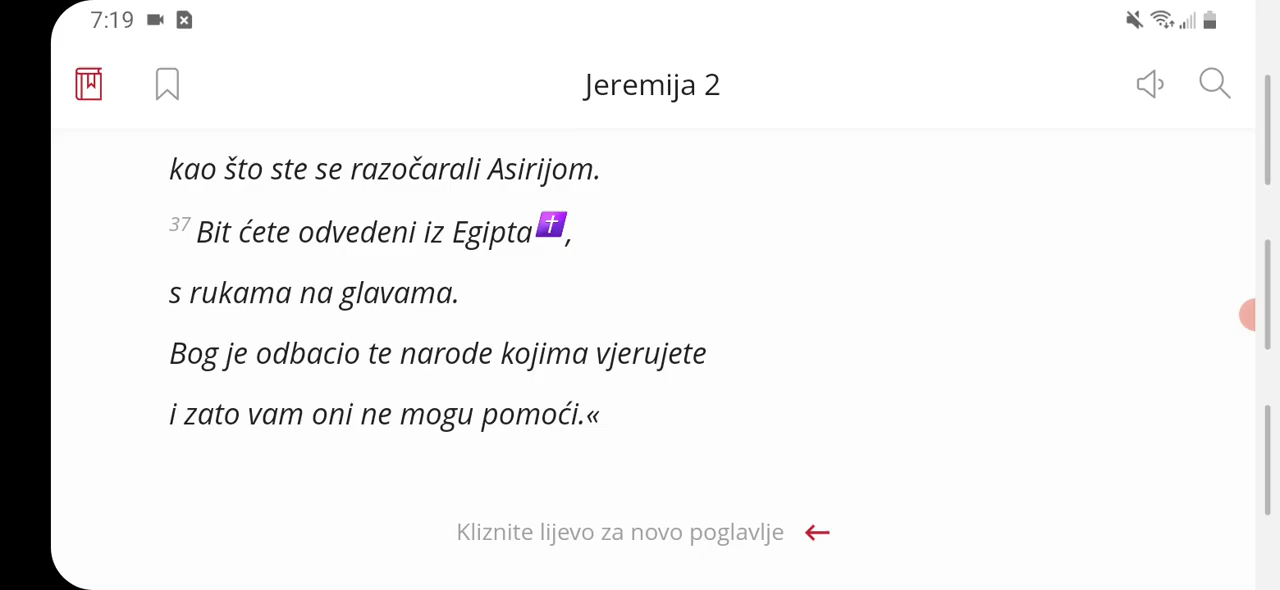 7:19
Jeremija 2
kao što ste se razočarali Asirijom.
37 Bit ćete odvedeni iz Egipta✝️,
s rukama na glavama.
Bog je odbacio te narode kojima vjerujete
i zato vam oni ne mogu pomoći.«
Kliznite lijevo za novo poglavlje ←